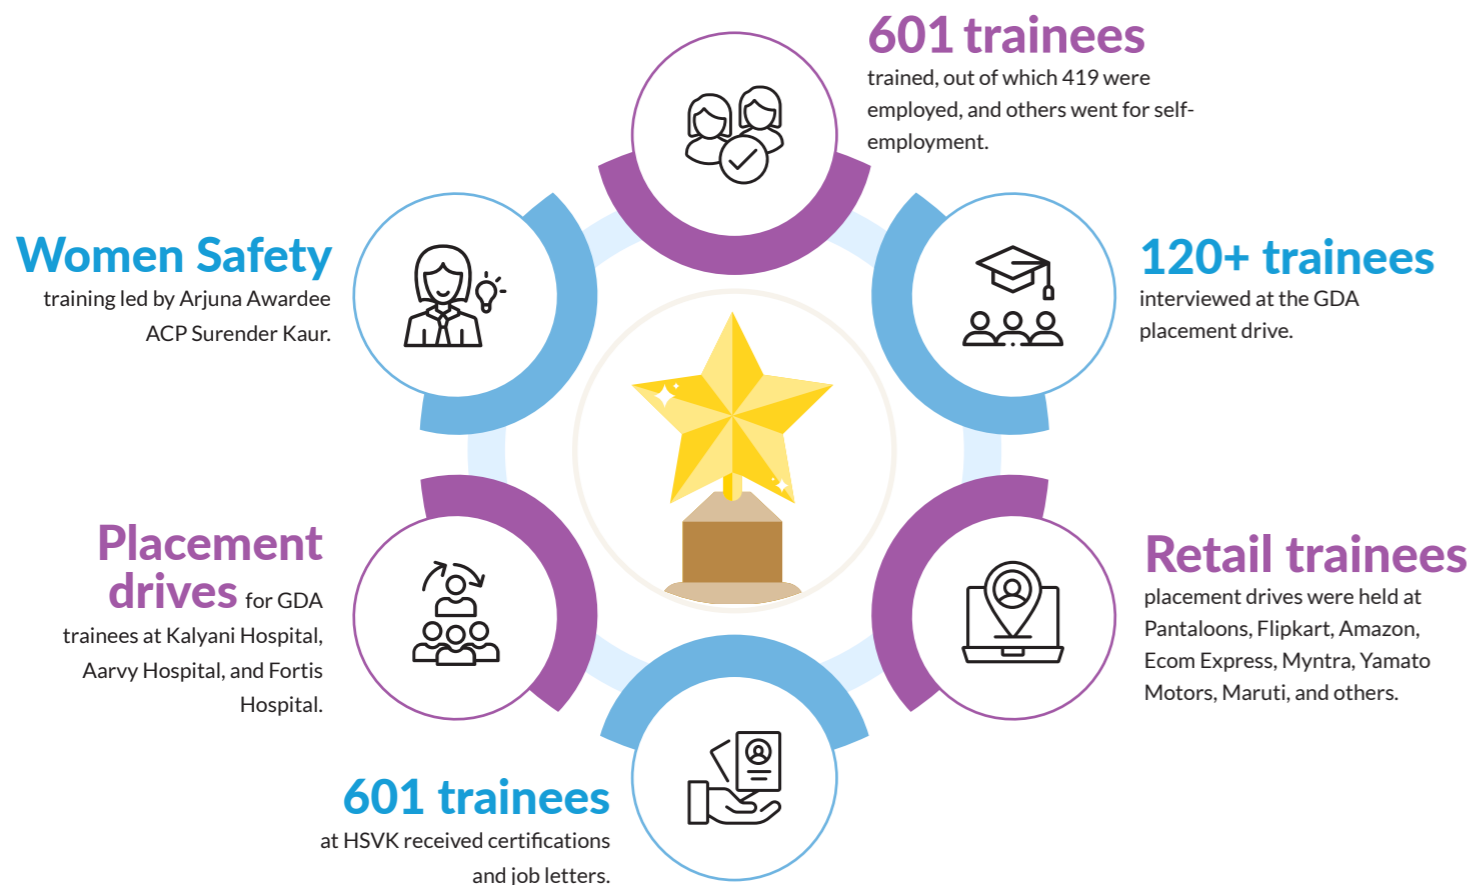 601 trainees
trained, out of which 419 were
employed, and others went for self-
employment.
Women Safety
training led by Arjuna Awardee
ACP Surender Kaur.
120+ trainees
interviewed at the GDA
placement drive.
Placement
drives for GDA
trainees at Kalyani Hospital,
Aarvy Hospital, and Fortis
Hospital.
Retail trainees
placement drives were held at
Pantaloons, Flipkart, Amazon,
Ecom Express, Myntra, Yamato
Motors, Maruti, and others.
601 trainees
at HSVK received certifications
and job letters.